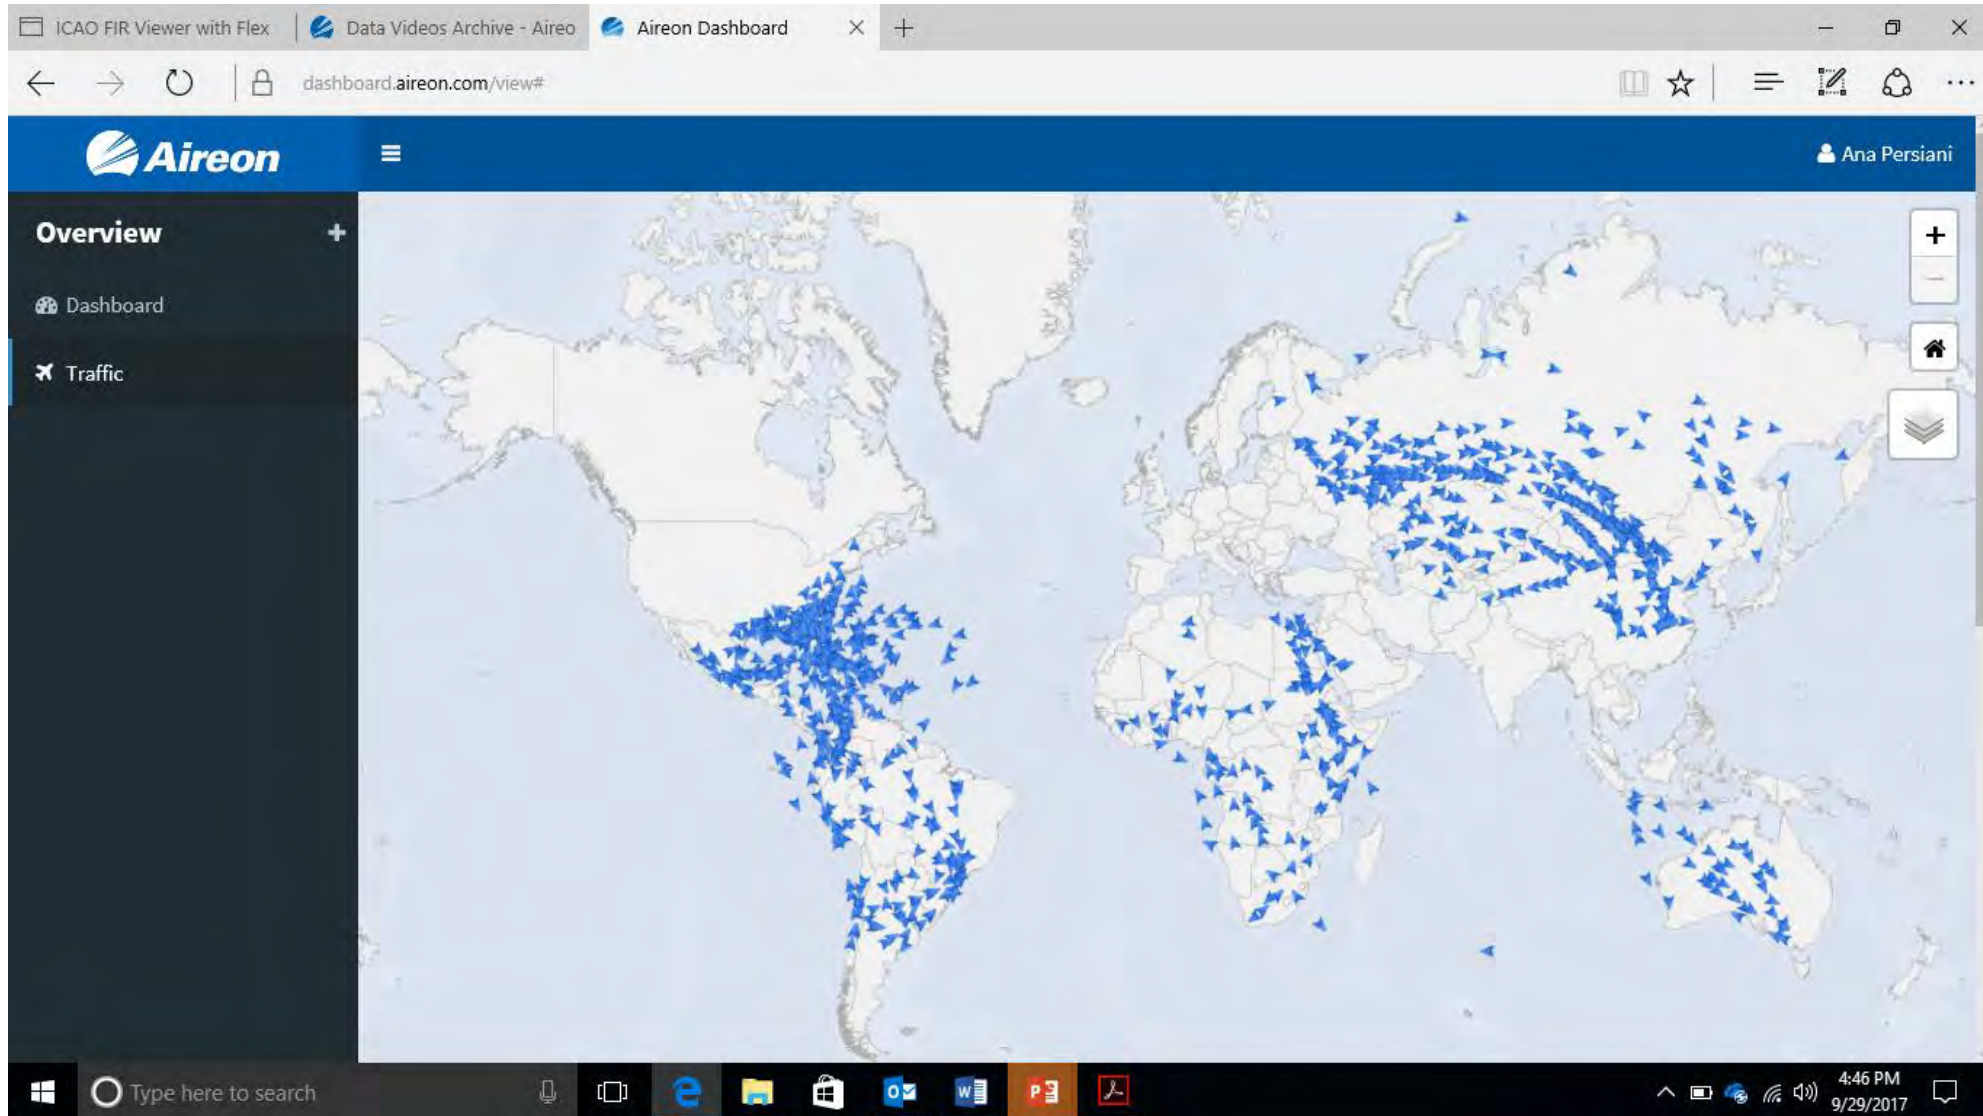 ICAO FIR Viewer with Flex
Data Videos Archive - Aireo
Aireon Dashboard
dashboard.aireon.com/view#
Aireon
Ana Persiani
Overview
Dashboard
Traffic
Type here to search
4:46 PM
9/29/2017